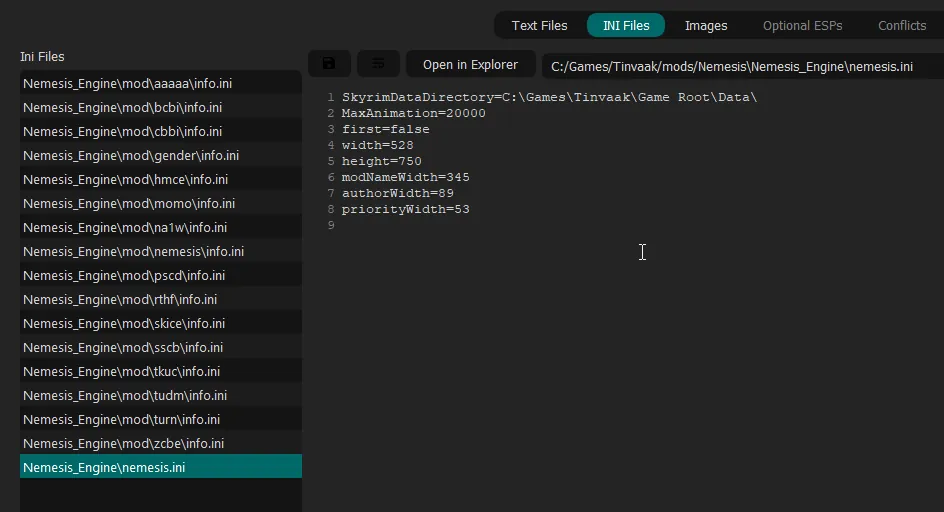 Text Files INI Files Images Optional ESPs Conflicts
Ini Files
Open in Explorer C:/Games/Tinvaak/mods/Nemesis\Nemesis_Engine\nemesis.ini
Nemesis_Engine\mod\aaaaa\info.ini
Nemesis_Engine\mod\bcbi\info.ini
Nemesis_Engine\mod\cbbi\info.ini
Nemesis_Engine\mod\gender\info.ini
Nemesis_Engine\mod\hmce\info.ini
Nemesis_Engine\mod\momo\info.ini
Nemesis_Engine\mod\na1w\info.ini
Nemesis_Engine\mod\nemesis\info.ini
Nemesis_Engine\mod\pscd\info.ini
Nemesis_Engine\mod\rthf\info.ini
Nemesis_Engine\mod\skice\info.ini
Nemesis_Engine\mod\sscb\info.ini
Nemesis_Engine\mod\tkuc\info.ini
Nemesis_Engine\mod\tudm\info.ini
Nemesis_Engine\mod\turn\info.ini
Nemesis_Engine\mod\zcbe\info.ini
Nemesis_Engine\nemesis.ini
1 SkyrimDataDirectory=C:\Games\Tinvaak\Game Root\Data\
2 MaxAnimation=20000
3 first=false
4 width=528
5 height=750
6 modNameWidth=345
7 authorWidth=89
8 priorityWidth=53
9